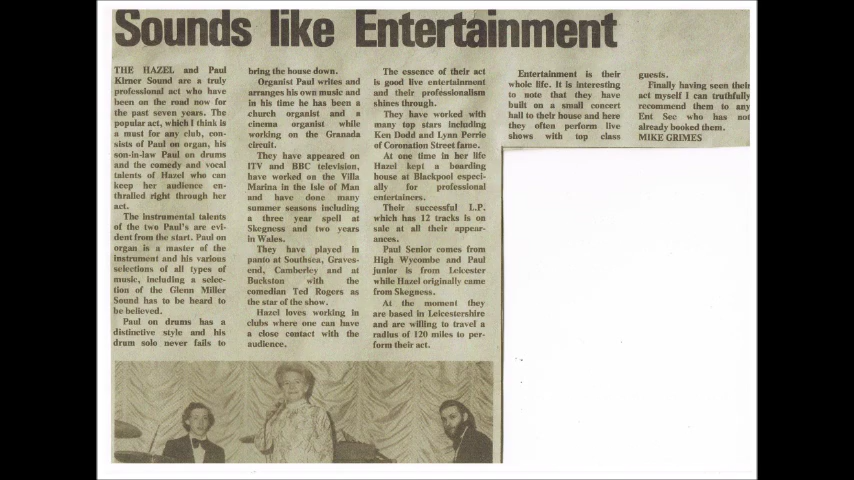 Sounds like Entertainment
THE HAZEL and Paul
Kirner Sound are a truly
professional act who have
been on the road now for
the past seven years. The
popular act, which I think is
a must for any club, con-
sists of Paul on organ, his
son-in-law Paul on drums
and the comedy and vocal
talents of Hazel who can
keep her audience en-
thralled right through her
act.
The instrumental talents
of the two Paul's are evi-
dent from the start. Paul on
organ is a master of the
instrument and his various
selections of all types of
music, including a selec-
tion of the Glenn Miller
Sound has to be heard to
be believed.
Paul on drums has a
distinctive style and his
drum solo never fails to
bring the house down.
Organist Paul writes and
arranges his own music and
in his time he has been a
church organist and a
cinema organist while
working on the Granada
circuit.
They have appeared on
ITV and BBC television,
have worked on the Villa
Marina in the Isle of Man
and have done many
summer seasons including
a three year spell at
Skegness and two years
in Wales.
They have played in
panto at Southsea, Graves-
end, Camberley and at
Buckston with the
comedian Ted Rogers as
the star of the show.
Hazel loves working in
clubs where one can have
a close contact with the
audience.
The essence of their act
is good live entertainment
and their professionalism
shines through.
They have worked with
many top stars including
Ken Dodd and Lynn Perrie
of Coronation Street fame.
At one time in her life
Hazel kept a boarding
house at Blackpool especi-
ally for professional
entertainers.
Their successful L.P.
which has 12 tracks is on
sale at all their appear-
ances.
Paul Senior comes from
High Wycombe and Paul
junior is from Leicester
while Hazel originally came
from Skegness.
At the moment they
are based in Leicestershire
and are willing to travel a
radius of 120 miles to per-
form their act.
Entertainment is their
whole life. It is interesting
to note that they have
built on a small concert
hall to their house and here
they often perform live
shows with top class
guests.
Finally having seen their
act myself I can truthfully
recommend them to any
Ent Sec who has not
already booked them.
MIKE GRIMES